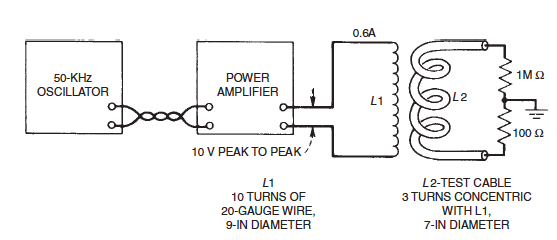 0.6A
50-KHz
OSCILLATOR
POWER
AMPLIFIER
L1
L2
1M Ω
100 Ω
10 V PEAK TO PEAK
L1
10 TURNS OF
20-GAUGE WIRE,
9-IN DIAMETER
L2-TEST CABLE
3 TURNS CONCENTRIC
WITH L1,
7-IN DIAMETER